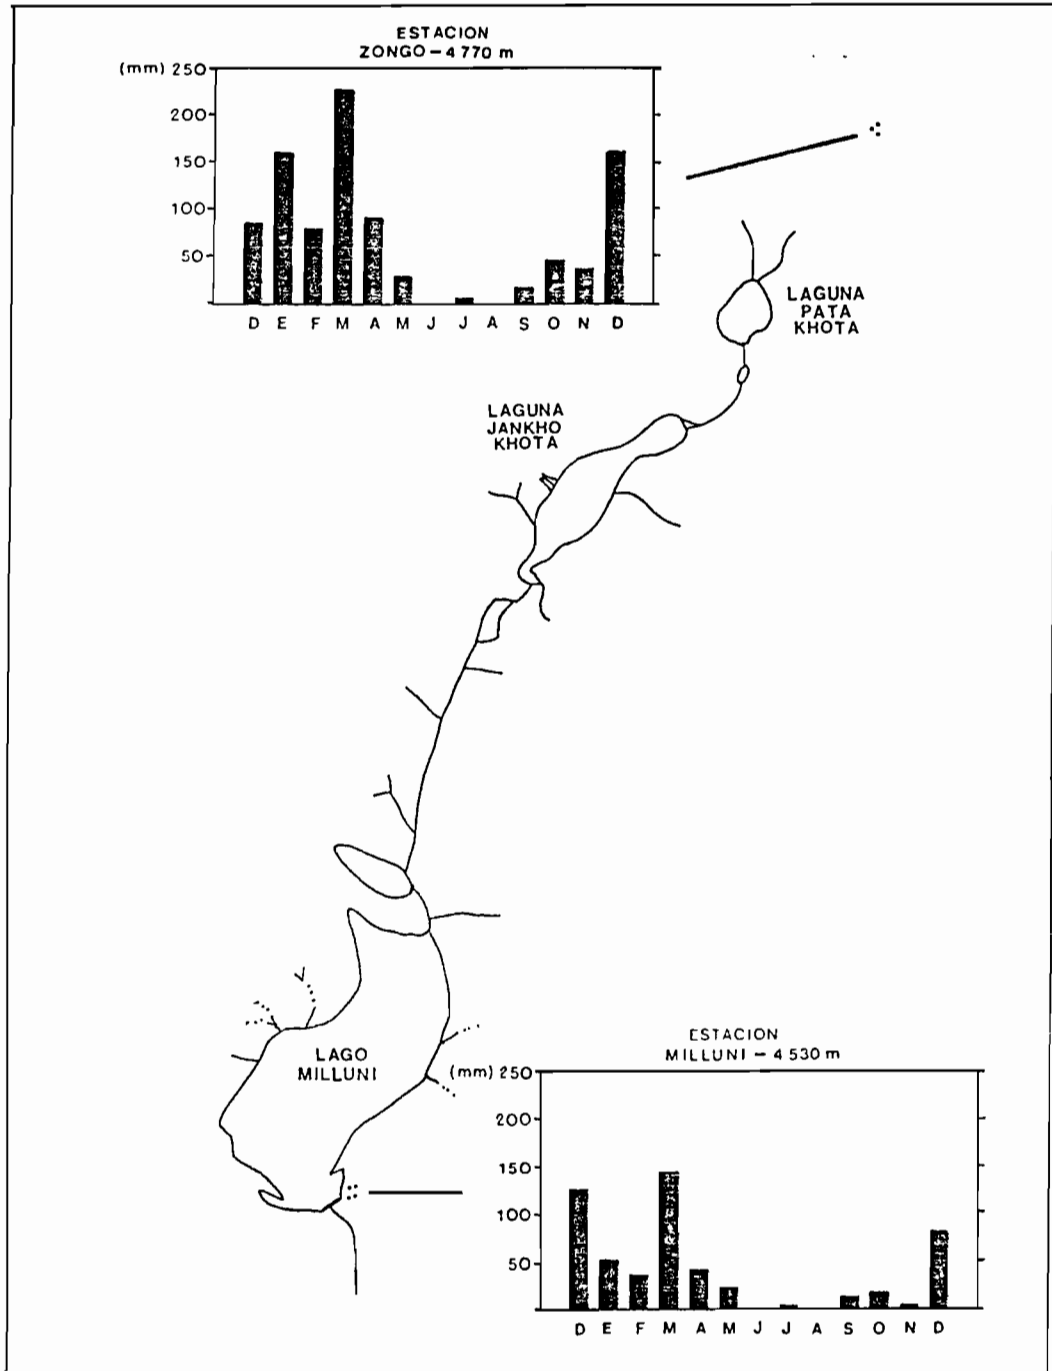 ESTACION
ZONGO - 4 770 m
(mm) 250
200
150
100
50
D E F M A M J J A S O N D
LAGUNA
PATA
KHOTA
LAGUNA
JANKHO
KHOTA
LAGO
MILLUNI
ESTACION
MILLUNI - 4 530 m
(mm) 250
200
150
100
50
D E F M A M J J A S O N D